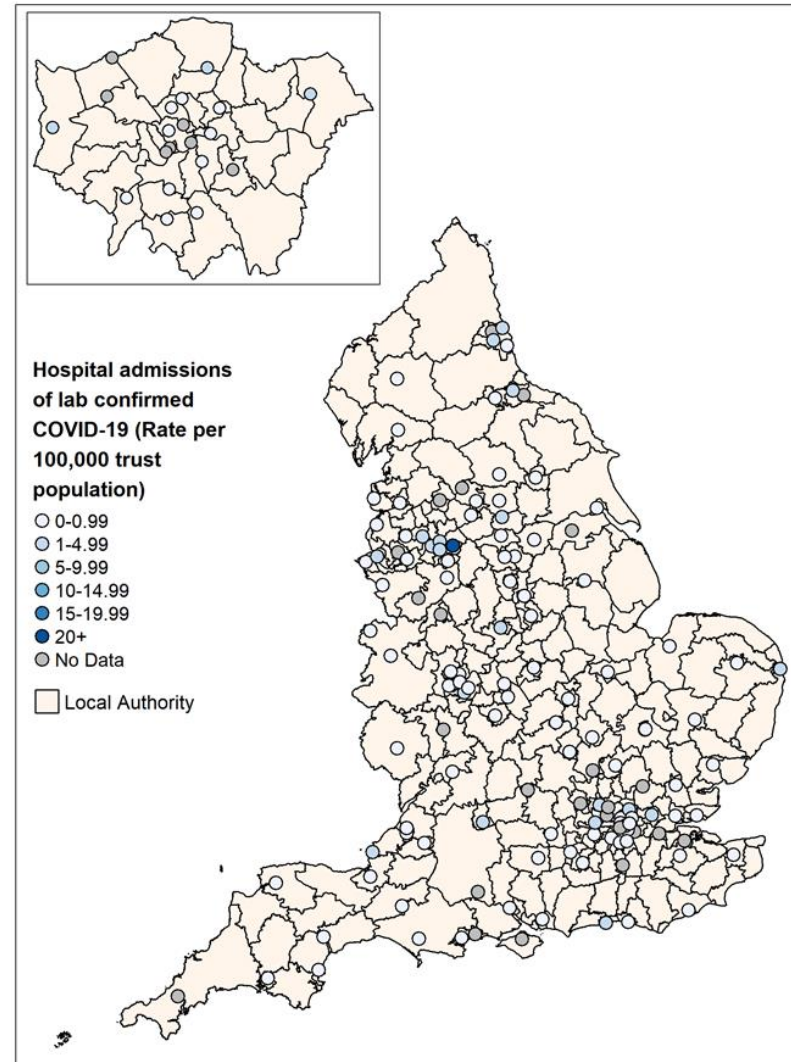 Hospital admissions
of lab confirmed
COVID-19 (Rate per
100,000 trust
population)
0-0.99
1-4.99
5-9.99
10-14.99
15-19.99
20+
No Data
Local Authority